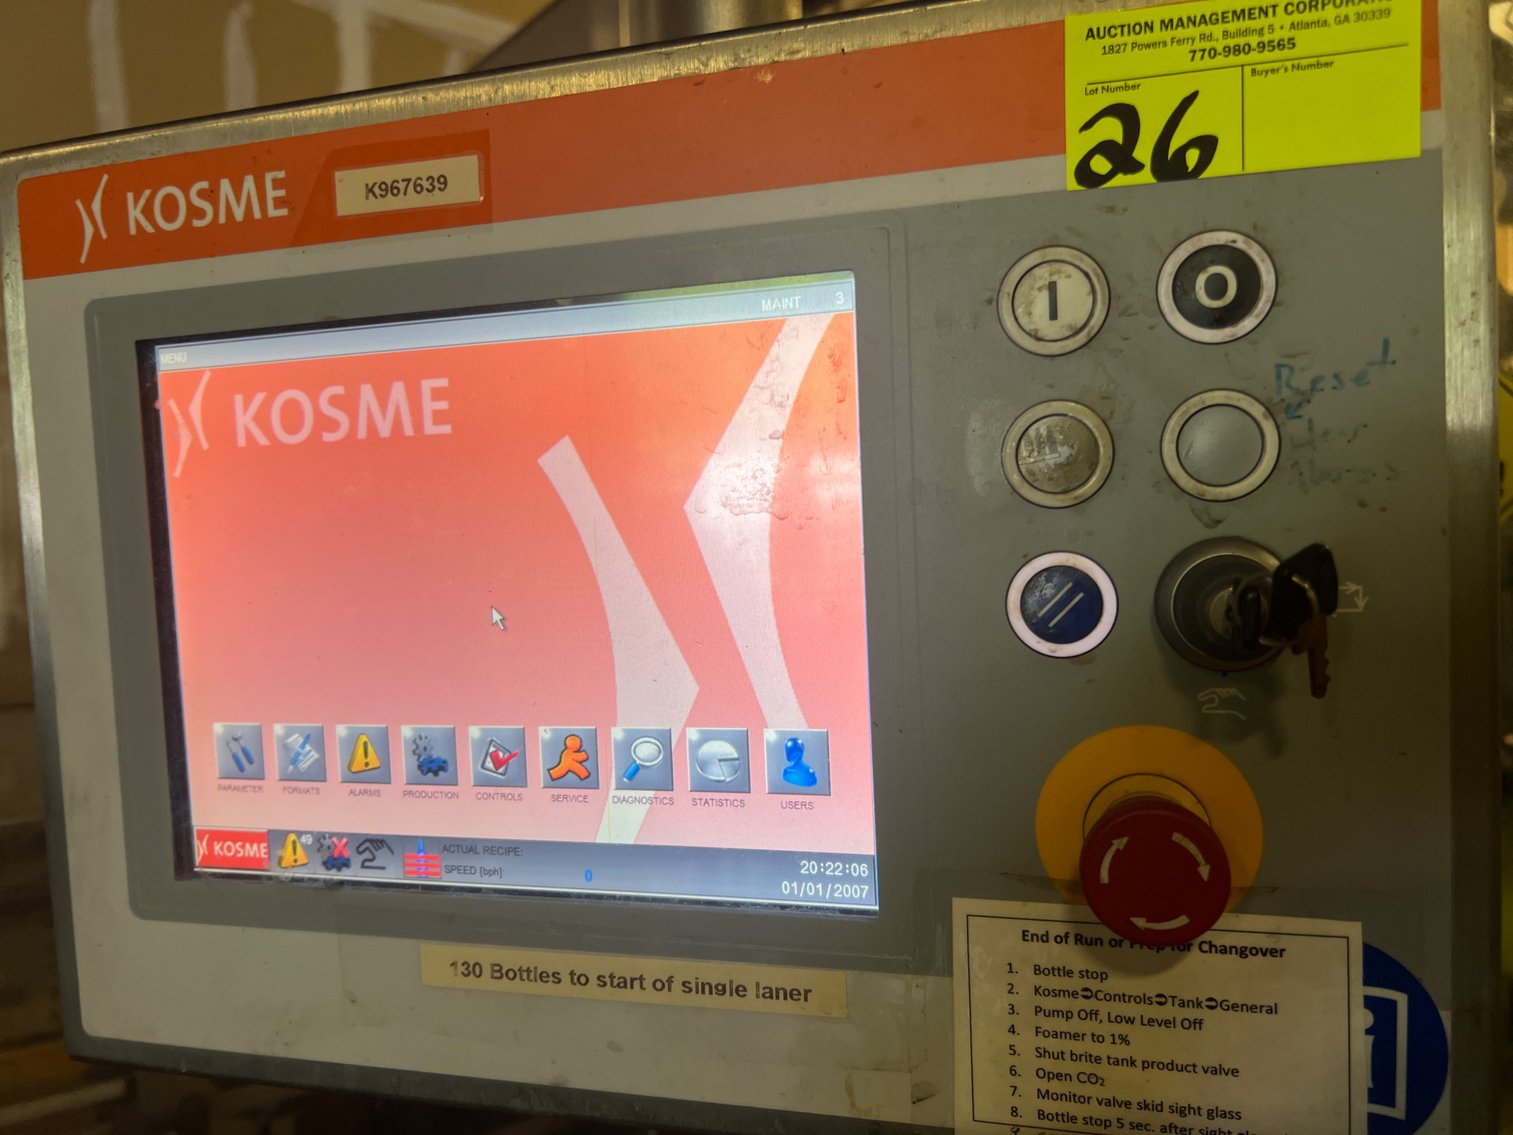 AUCTION MANAGEMENT CORPORAT
1827 Powers Ferry Rd., Building 5 • Atlanta, GA 30339
770-980-9565
Lot Number
Buyer's Number
26
KOSME
K967639
I
O
MENU
MAINT 3
KOSME
Reset
PARAMETER
FORMATS
ALARMS
PRODUCTION
CONTROLS
SERVICE
DIAGNOSTICS
STATISTICS
USERS
KOSME
49
ACTUAL RECIPE:
SPEED [bph]:
0
20:22:06
01/01/2007
130 Bottles to start of single laner
End of Run or Prep for Changover
1. Bottle stop
2. Kosme➲Controls➲Tank➲General
3. Pump Off, Low Level Off
4. Foamer to 1%
5. Shut brite tank product valve
6. Open CO₂
7. Monitor valve skid sight glass
8. Bottle stop 5 sec. after sight